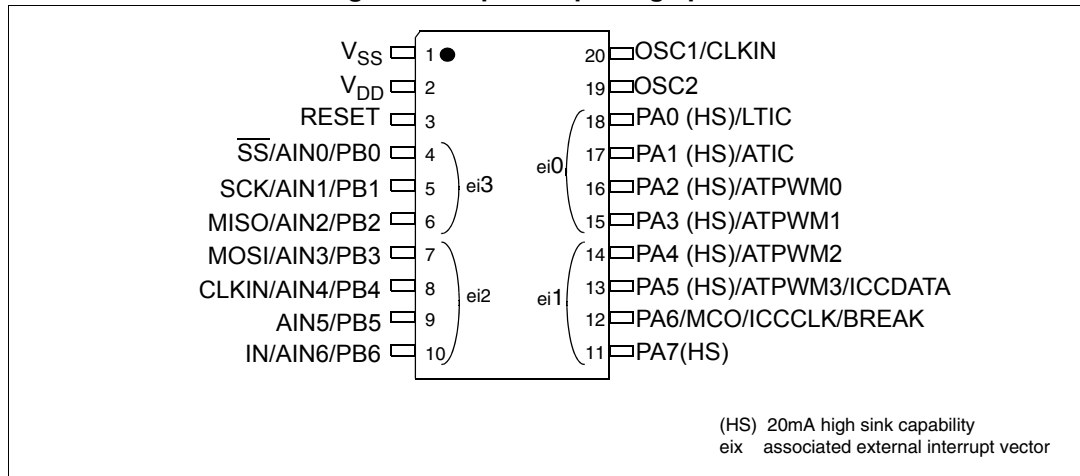 V_SS 1 20 OSC1/CLKIN
V_DD 2 19 OSC2
RESET 3 18 PA0 (HS)/LTIC
S̅S̅/AIN0/PB0 4 17 PA1 (HS)/ATIC
ei3 ei0
SCK/AIN1/PB1 5 16 PA2 (HS)/ATPWM0
MISO/AIN2/PB2 6 15 PA3 (HS)/ATPWM1
MOSI/AIN3/PB3 7 14 PA4 (HS)/ATPWM2
CLKIN/AIN4/PB4 8 13 PA5 (HS)/ATPWM3/ICCDATA
ei2 ei1
AIN5/PB5 9 12 PA6/MCO/ICCCLK/BREAK
IN/AIN6/PB6 10 11 PA7(HS)
(HS) 20mA high sink capability
eix associated external interrupt vector